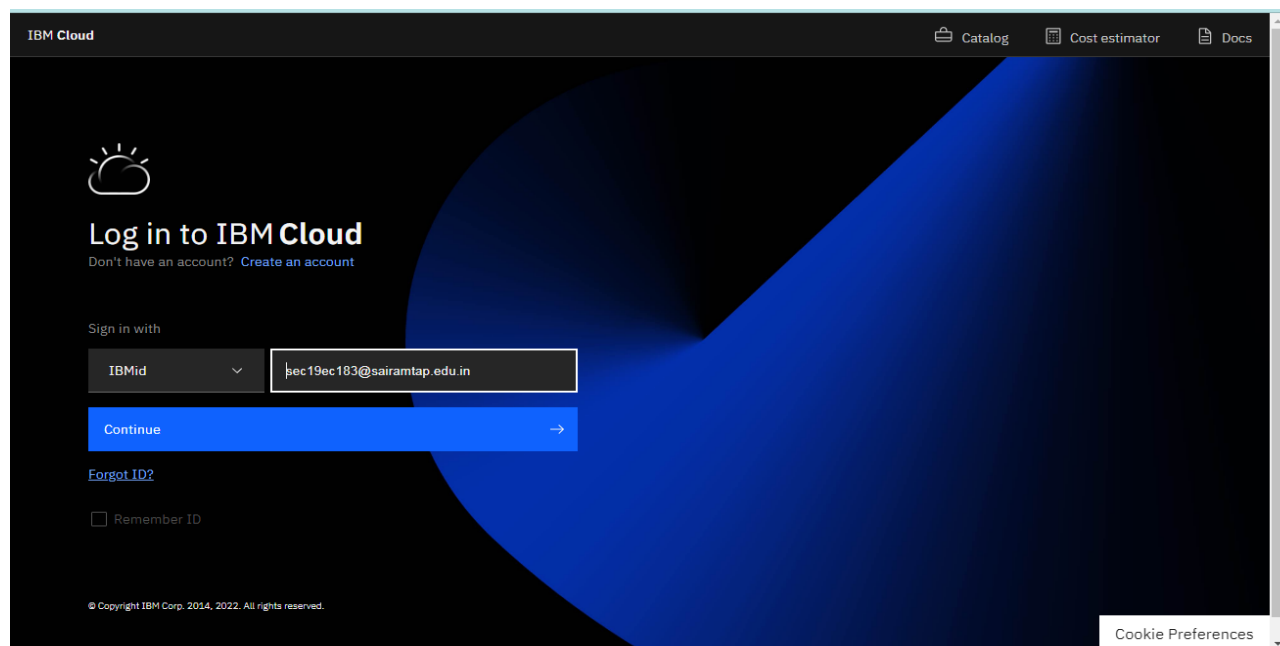 IBM Cloud
Catalog
Cost estimator
Docs
Log in to IBM Cloud
Don't have an account? Create an account
Sign in with
IBMid
sec19ec183@sairamtap.edu.in
Continue
Forgot ID?
Remember ID
© Copyright IBM Corp. 2014, 2022. All rights reserved.
Cookie Preferences